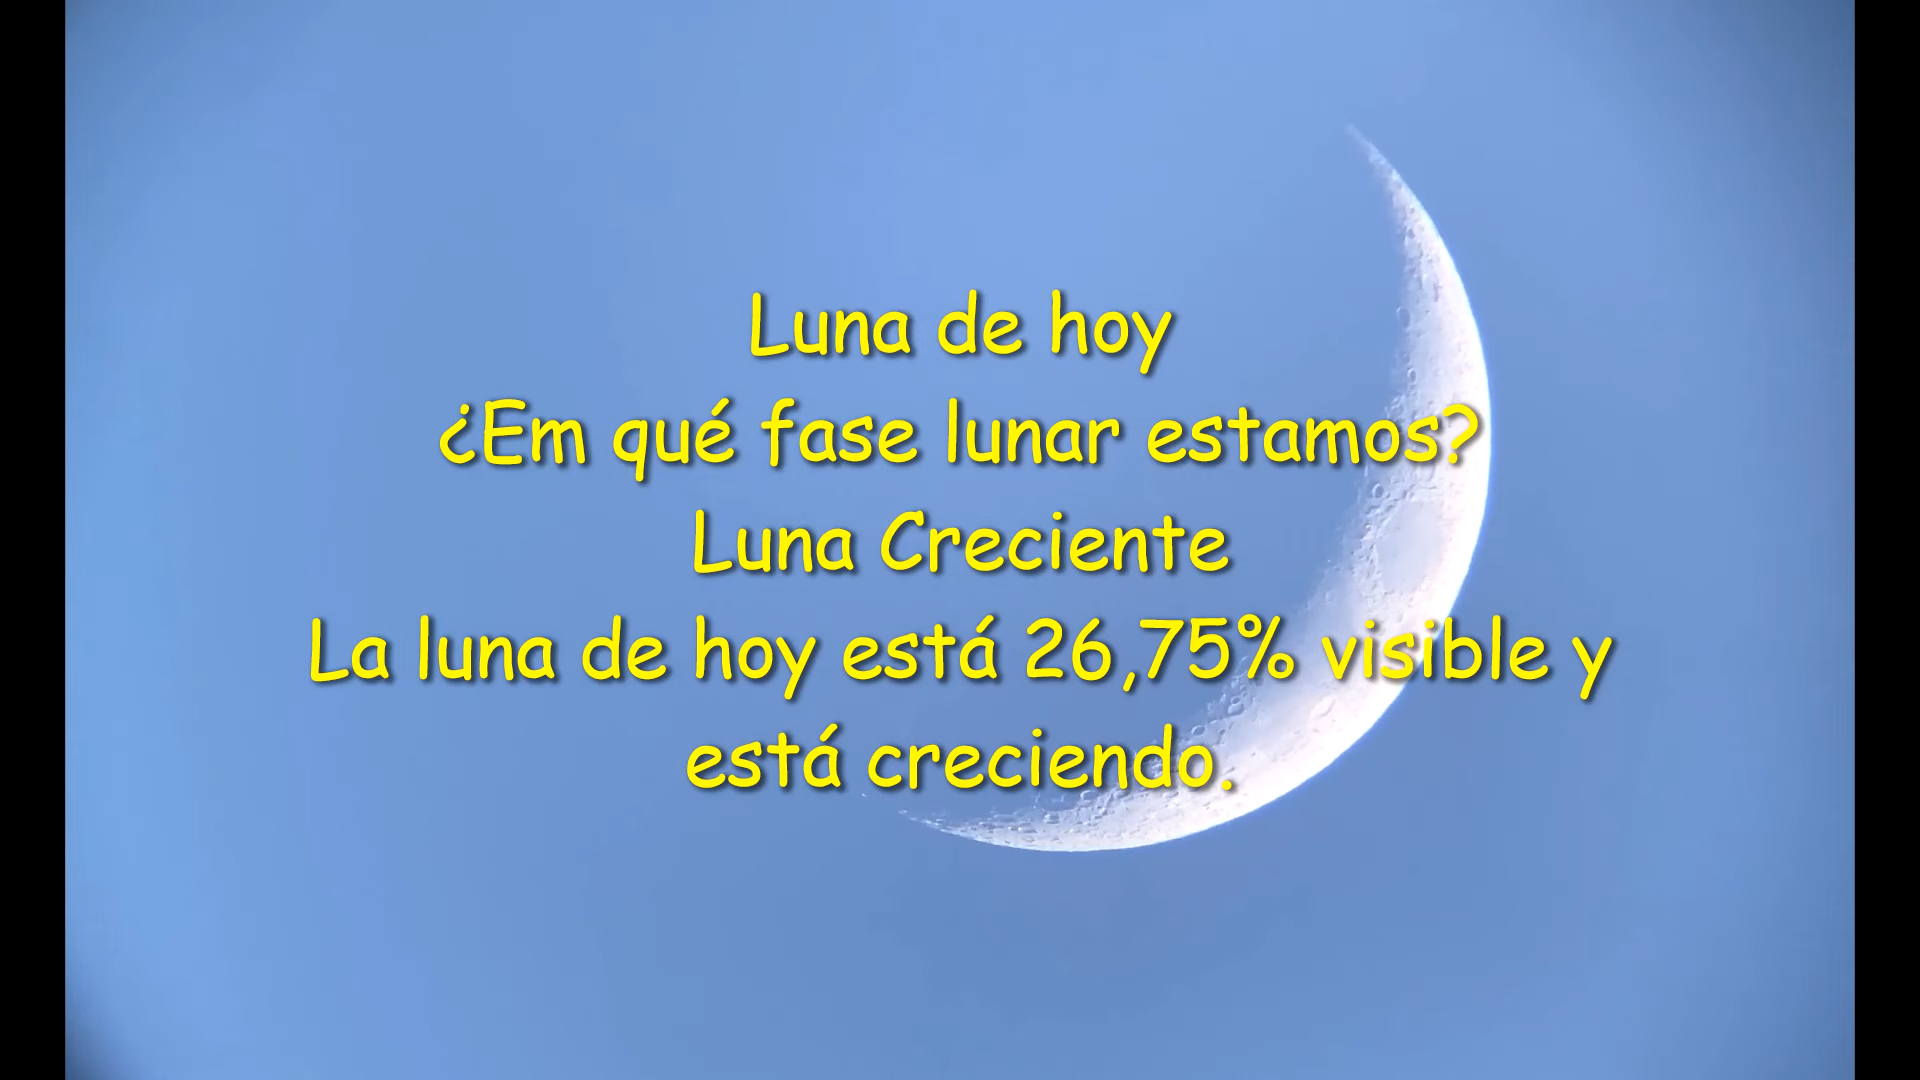 Luna de hoy
¿Em qué fase lunar estamos?
Luna Creciente
La luna de hoy está 26,75% visible y
está creciendo.